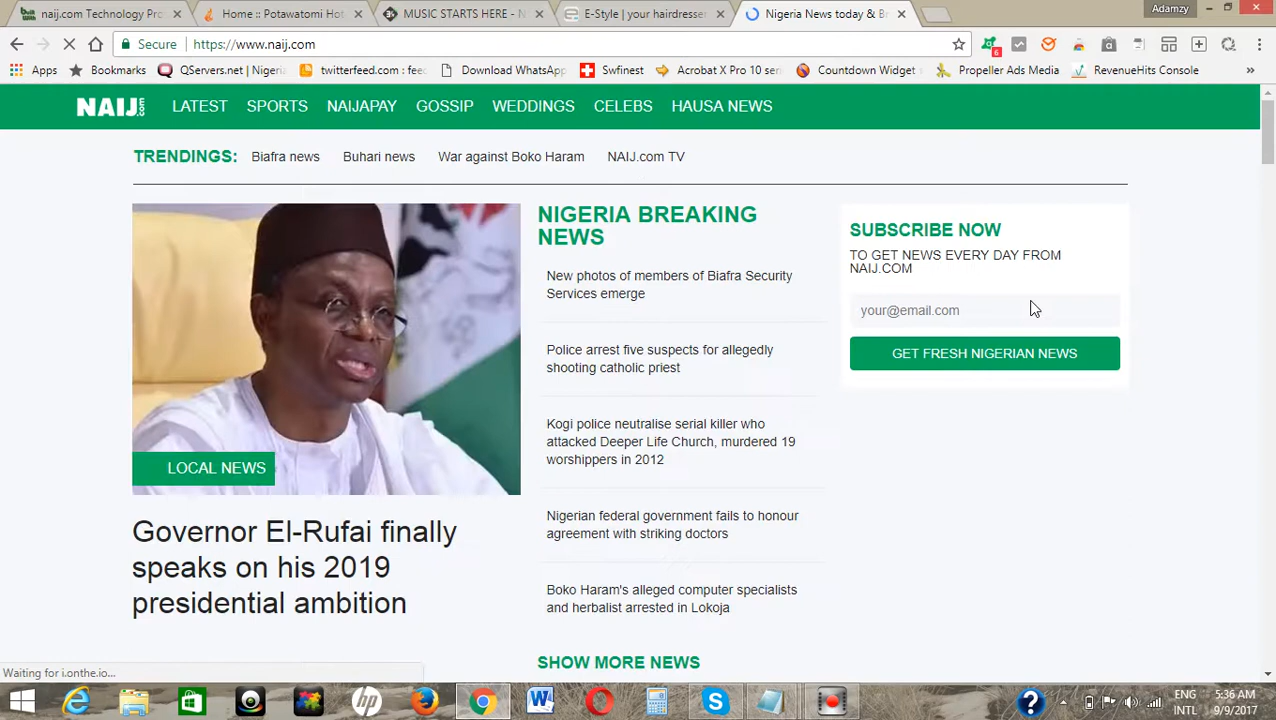 naij.com Technology Pro
Home :: Potawatomi Hot
MUSIC STARTS HERE - N
E-Style | your hairdresser
Nigeria News today & Br
Adamzy
Secure
https://www.naij.com
6
Apps
Bookmarks
QServers.net | Nigeri
twitterfeed.com : feec
Download WhatsApp
Swfinest
Acrobat X Pro 10 seri
Countdown Widget
Propeller Ads Media
RevenueHits Console
»
NAIJ.com
LATEST
SPORTS
NAIJAPAY
GOSSIP
WEDDINGS
CELEBS
HAUSA NEWS
TRENDINGS:
Biafra news
Buhari news
War against Boko Haram
NAIJ.com TV
LOCAL NEWS
Governor El-Rufai finally
speaks on his 2019
presidential ambition
NIGERIA BREAKING
NEWS
New photos of members of Biafra Security
Services emerge
Police arrest five suspects for allegedly
shooting catholic priest
Kogi police neutralise serial killer who
attacked Deeper Life Church, murdered 19
worshippers in 2012
Nigerian federal government fails to honour
agreement with striking doctors
Boko Haram's alleged computer specialists
and herbalist arrested in Lokoja
SHOW MORE NEWS
SUBSCRIBE NOW
TO GET NEWS EVERY DAY FROM
NAIJ.COM
your@email.com
GET FRESH NIGERIAN NEWS
Waiting for i.onthe.io...
ENG
INTL
5:36 AM
9/9/2017